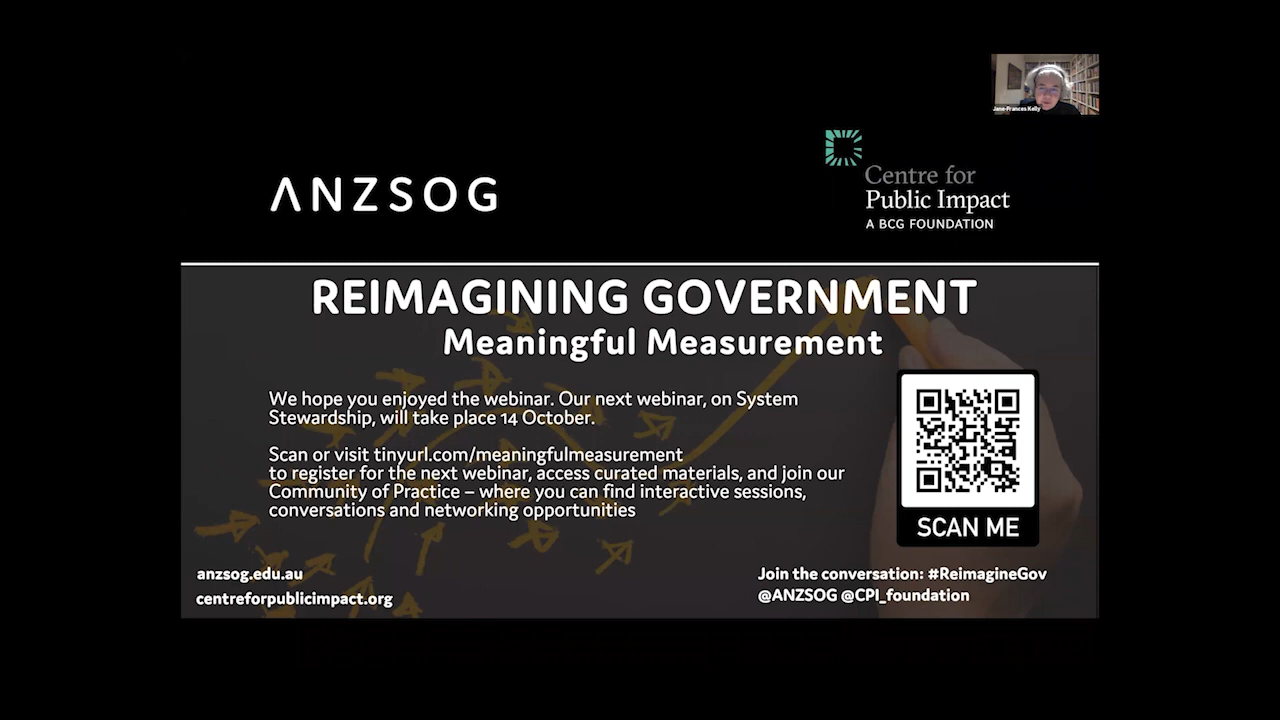 Jane-Frances Kelly
ANZSOG
Centre for
Public Impact
A BCG FOUNDATION
REIMAGINING GOVERNMENT
Meaningful Measurement
We hope you enjoyed the webinar. Our next webinar, on System
Stewardship, will take place 14 October.
Scan or visit tinyurl.com/meaningfulmeasurement
to register for the next webinar, access curated materials, and join our
Community of Practice – where you can find interactive sessions,
conversations and networking opportunities
SCAN ME
anzsog.edu.au
centreforpublicimpact.org
Join the conversation: #ReimagineGov
@ANZSOG @CPI_foundation